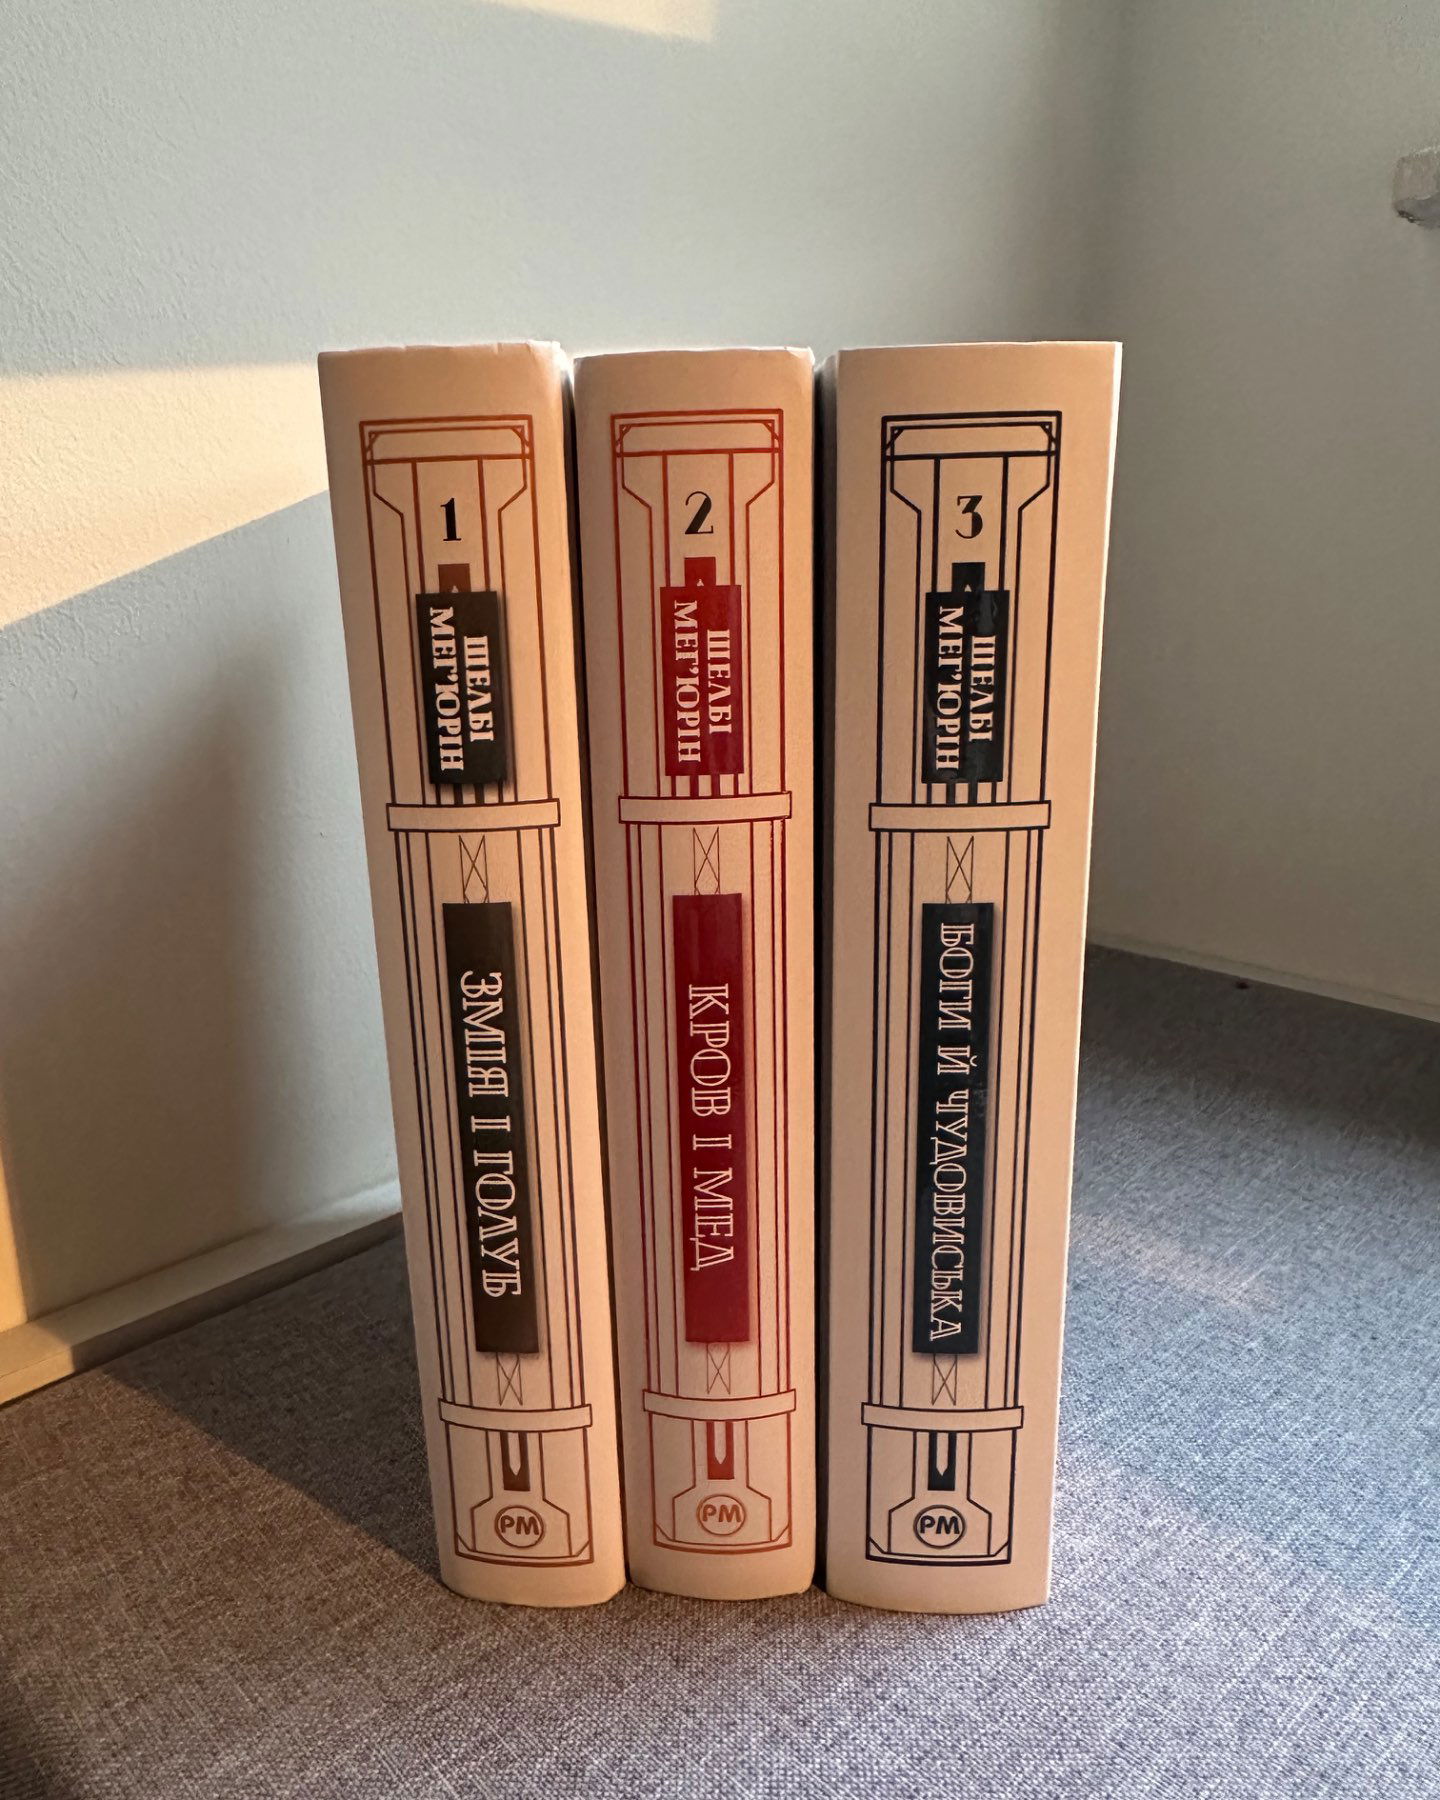 1
ШЕЛБІ
МЕГ'ЮРІН
ЗМІЯ І ГОЛУБ
РМ
2
ШЕЛБІ
МЕГ'ЮРІН
КРОВ І МЕД
РМ
3
ШЕЛБІ
МЕГ'ЮРІН
БОГИ Й ЧУДОВИСЬКА
РМ